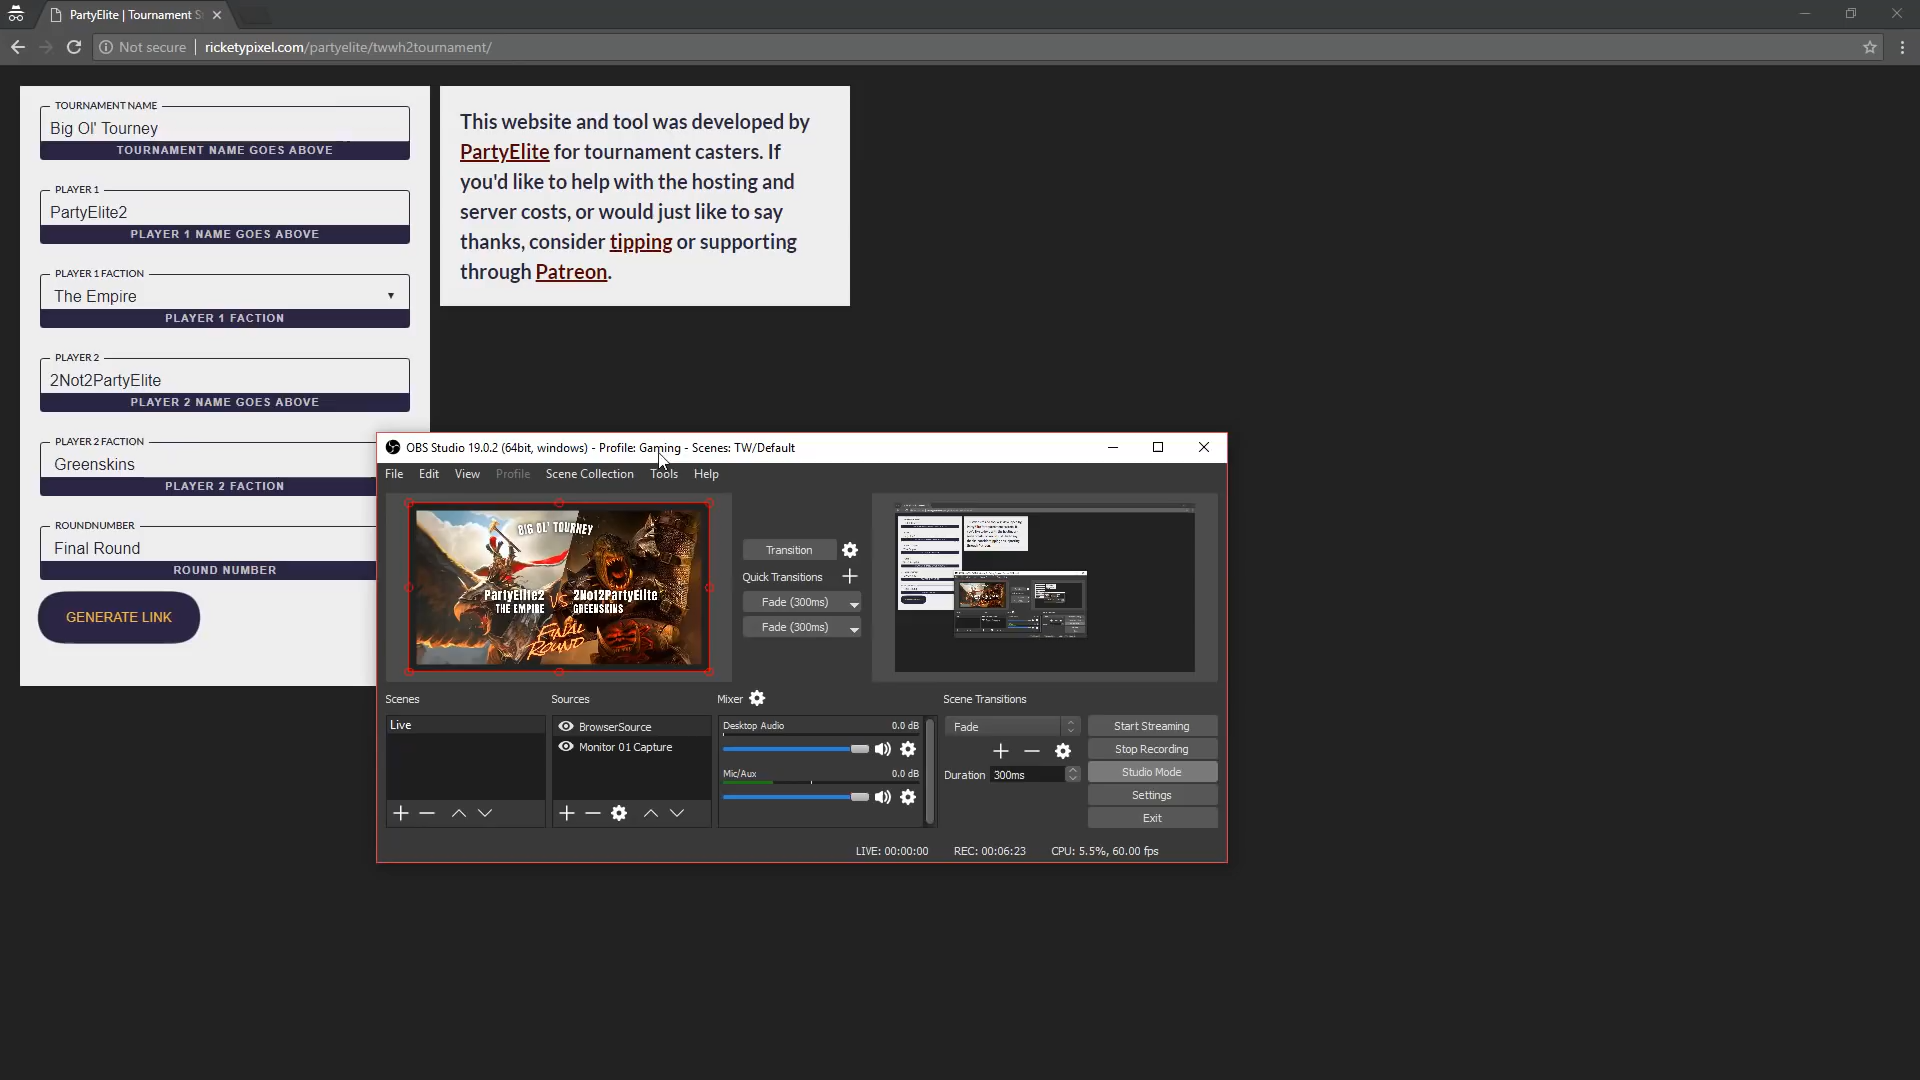 PartyElite | Tournament S
Not secure
ricketypixel.com/partyelite/twwh2tournament/
TOURNAMENT NAME
Big Ol' Tourney
TOURNAMENT NAME GOES ABOVE
PLAYER 1
PartyElite2
PLAYER 1 NAME GOES ABOVE
PLAYER 1 FACTION
The Empire
PLAYER 1 FACTION
PLAYER 2
2Not2PartyElite
PLAYER 2 NAME GOES ABOVE
PLAYER 2 FACTION
Greenskins
PLAYER 2 FACTION
ROUNDNUMBER
Final Round
ROUND NUMBER
GENERATE LINK
This website and tool was developed by
PartyElite for tournament casters. If
you'd like to help with the hosting and
server costs, or would just like to say
thanks, consider tipping or supporting
through Patreon.
OBS Studio 19.0.2 (64bit, windows) - Profile: Gaming - Scenes: TW/Default
File Edit View Profile Scene Collection Tools Help
BIG OL' TOURNEY
PartyElite2 VS 2Not2PartyElite
THE EMPIRE GREENSKINS
FINAL
ROUND
Transition
Quick Transitions
Fade (300ms)
Fade (300ms)
Scenes
Live
Sources
BrowserSource
Monitor 01 Capture
Mixer
Desktop Audio 0.0 dB
Mic/Aux 0.0 dB
Scene Transitions
Fade
Duration 300ms
Start Streaming
Stop Recording
Studio Mode
Settings
Exit
LIVE: 00:00:00 REC: 00:06:23 CPU: 5.5%, 60.00 fps